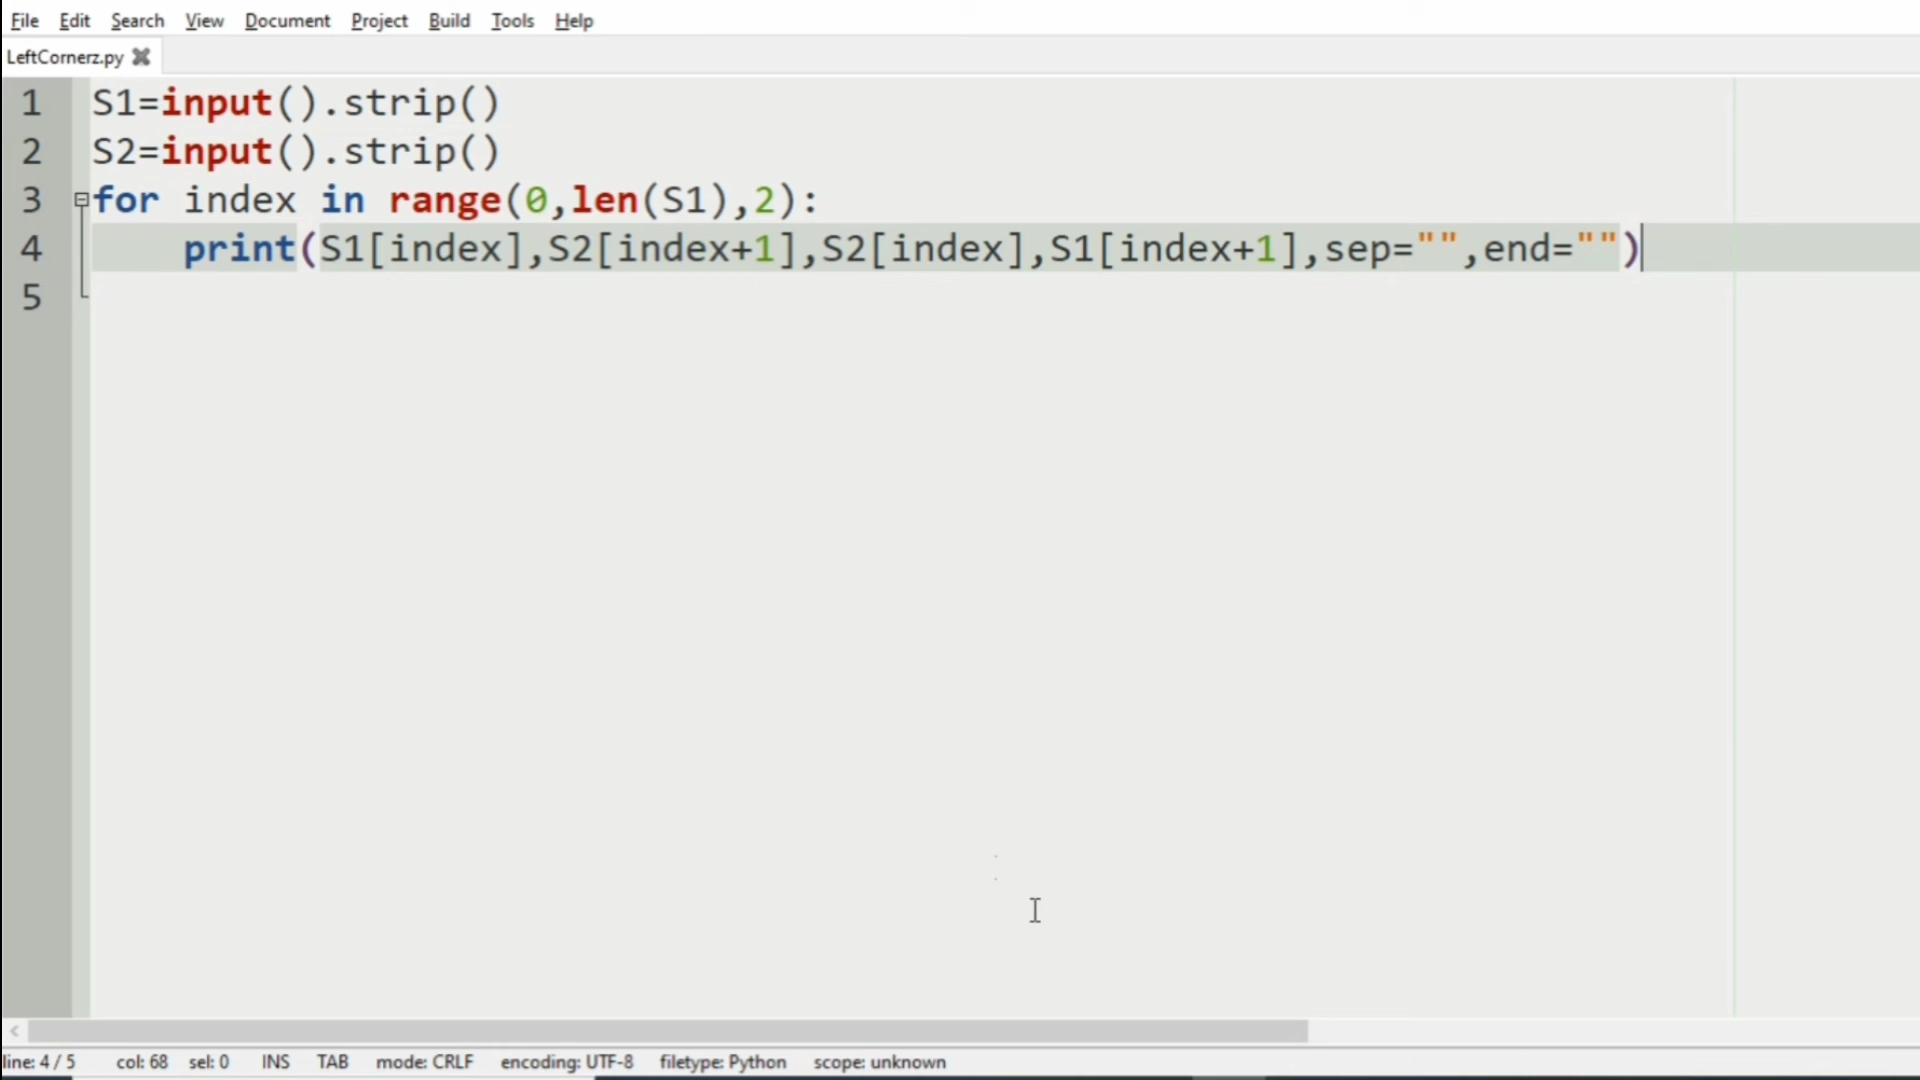 File Edit Search View Document Project Build Tools Help
LeftCornerz.py
1 S1=input().strip()
2 S2=input().strip()
3 for index in range(0,len(S1),2):
4     print(S1[index],S2[index+1],S2[index],S1[index+1],sep="",end="")
5
line: 4 / 5 col: 68 sel: 0 INS TAB mode: CRLF encoding: UTF-8 filetype: Python scope: unknown